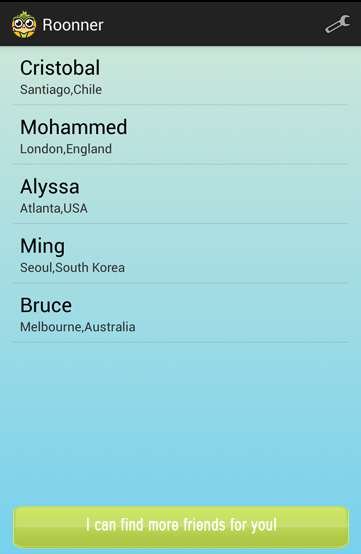 Roonner
Cristobal
Santiago,Chile
Mohammed
London,England
Alyssa
Atlanta,USA
Ming
Seoul,South Korea
Bruce
Melbourne,Australia
I can find more friends for you!